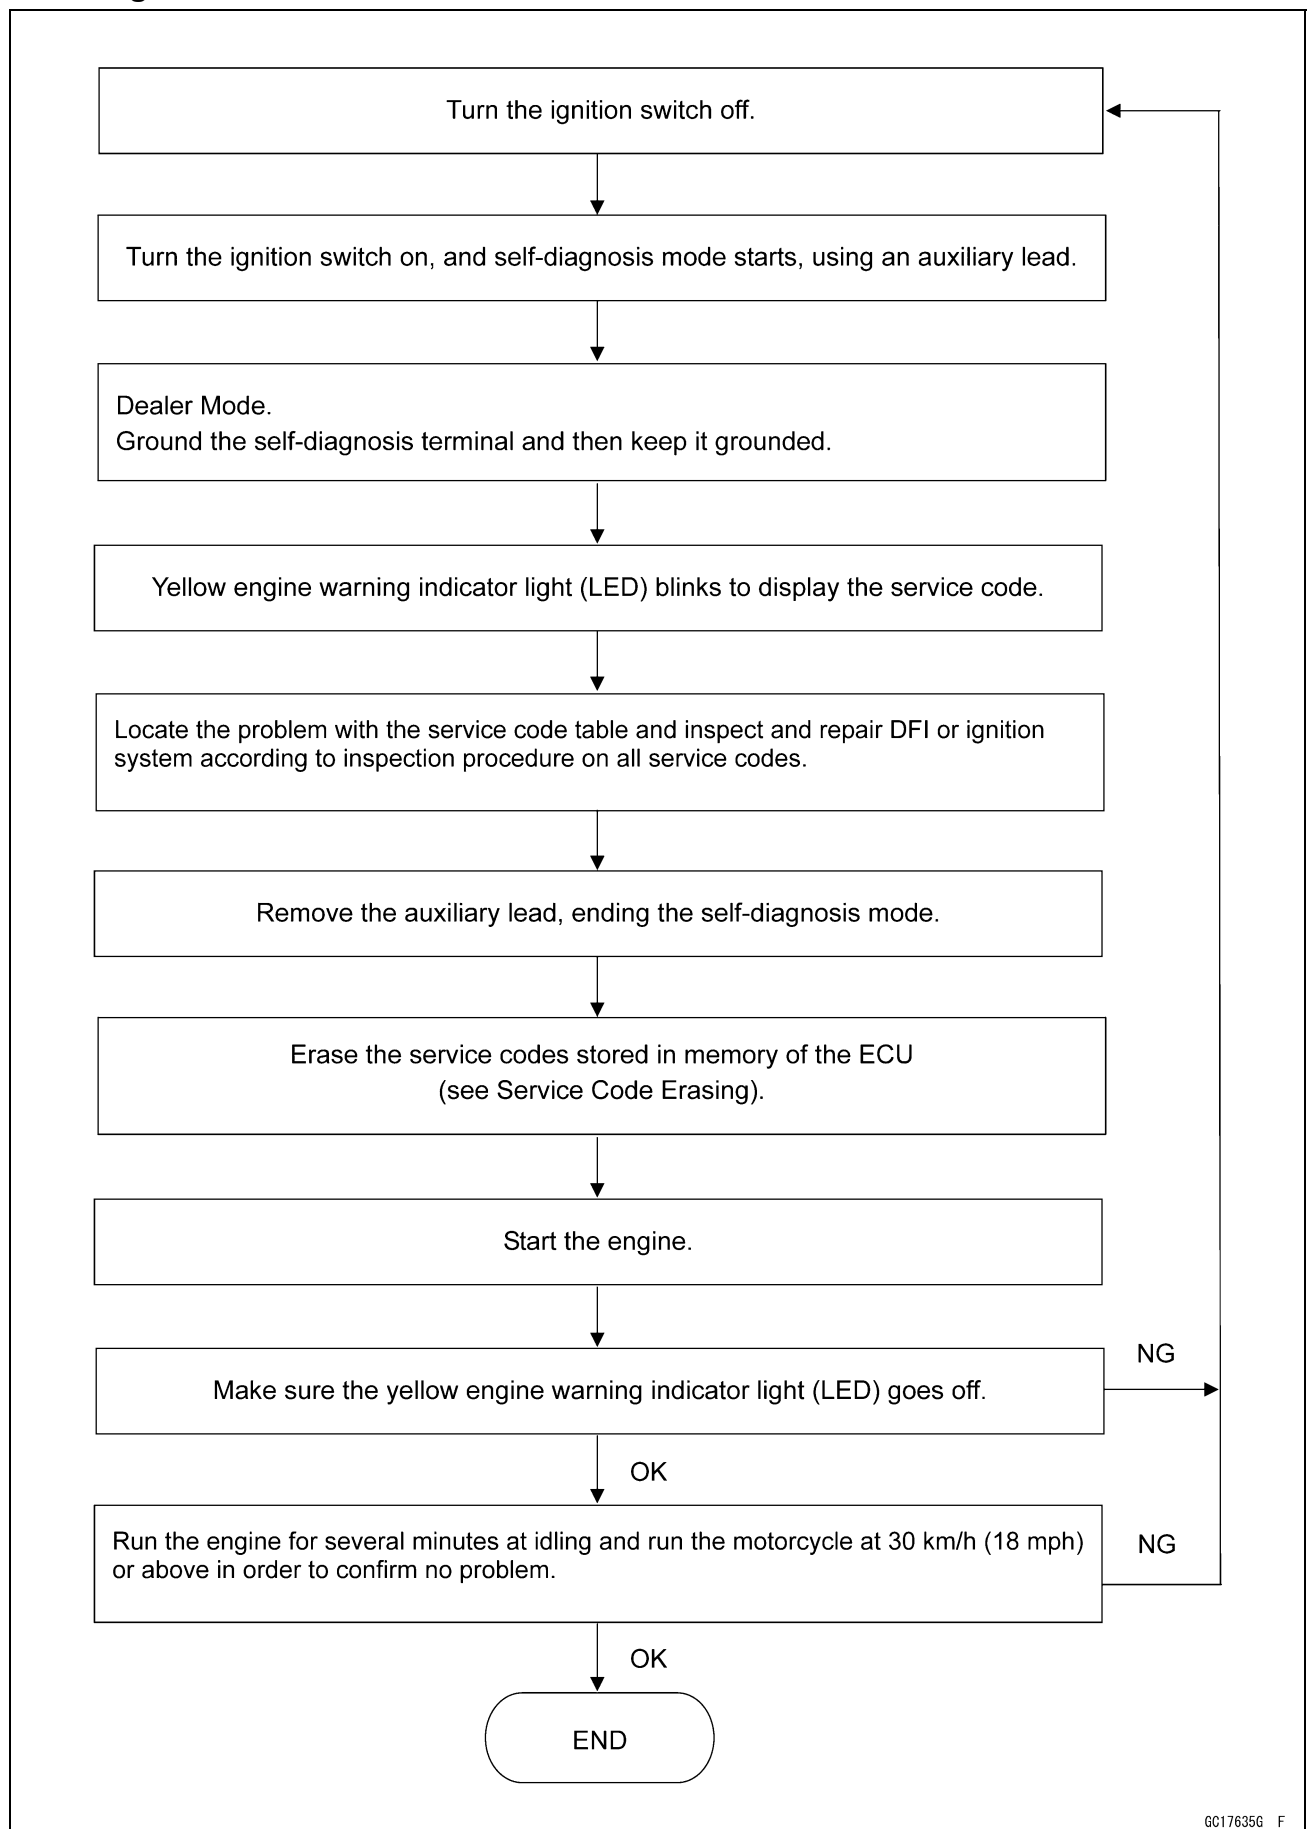 Turn the ignition switch off.
Turn the ignition switch on, and self-diagnosis mode starts, using an auxiliary lead.
Dealer Mode.
Ground the self-diagnosis terminal and then keep it grounded.
Yellow engine warning indicator light (LED) blinks to display the service code.
Locate the problem with the service code table and inspect and repair DFI or ignition
system according to inspection procedure on all service codes.
Remove the auxiliary lead, ending the self-diagnosis mode.
Erase the service codes stored in memory of the ECU
(see Service Code Erasing).
Start the engine.
NG
Make sure the yellow engine warning indicator light (LED) goes off.
OK
Run the engine for several minutes at idling and run the motorcycle at 30 km/h (18 mph)
or above in order to confirm no problem.
NG
OK
END
GC17635G F